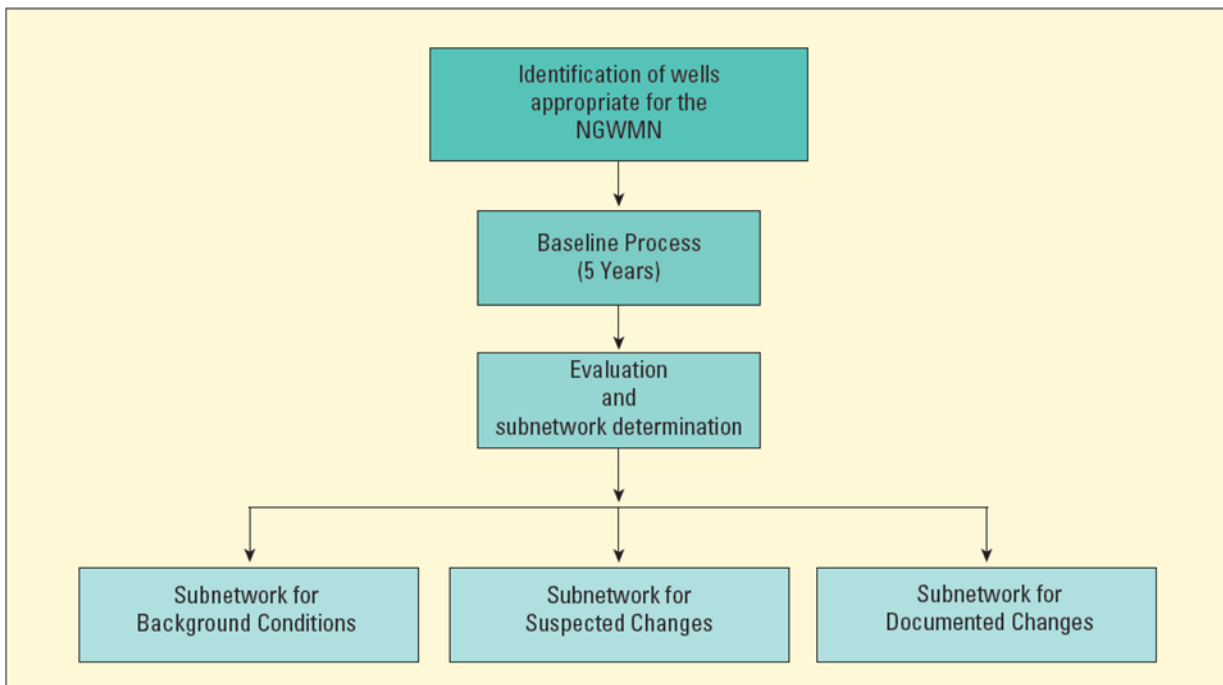 Identification of wells
appropriate for the
NGWMN
Baseline Process
(5 Years)
Evaluation
and
subnetwork determination
Subnetwork for
Background Conditions
Subnetwork for
Suspected Changes
Subnetwork for
Documented Changes